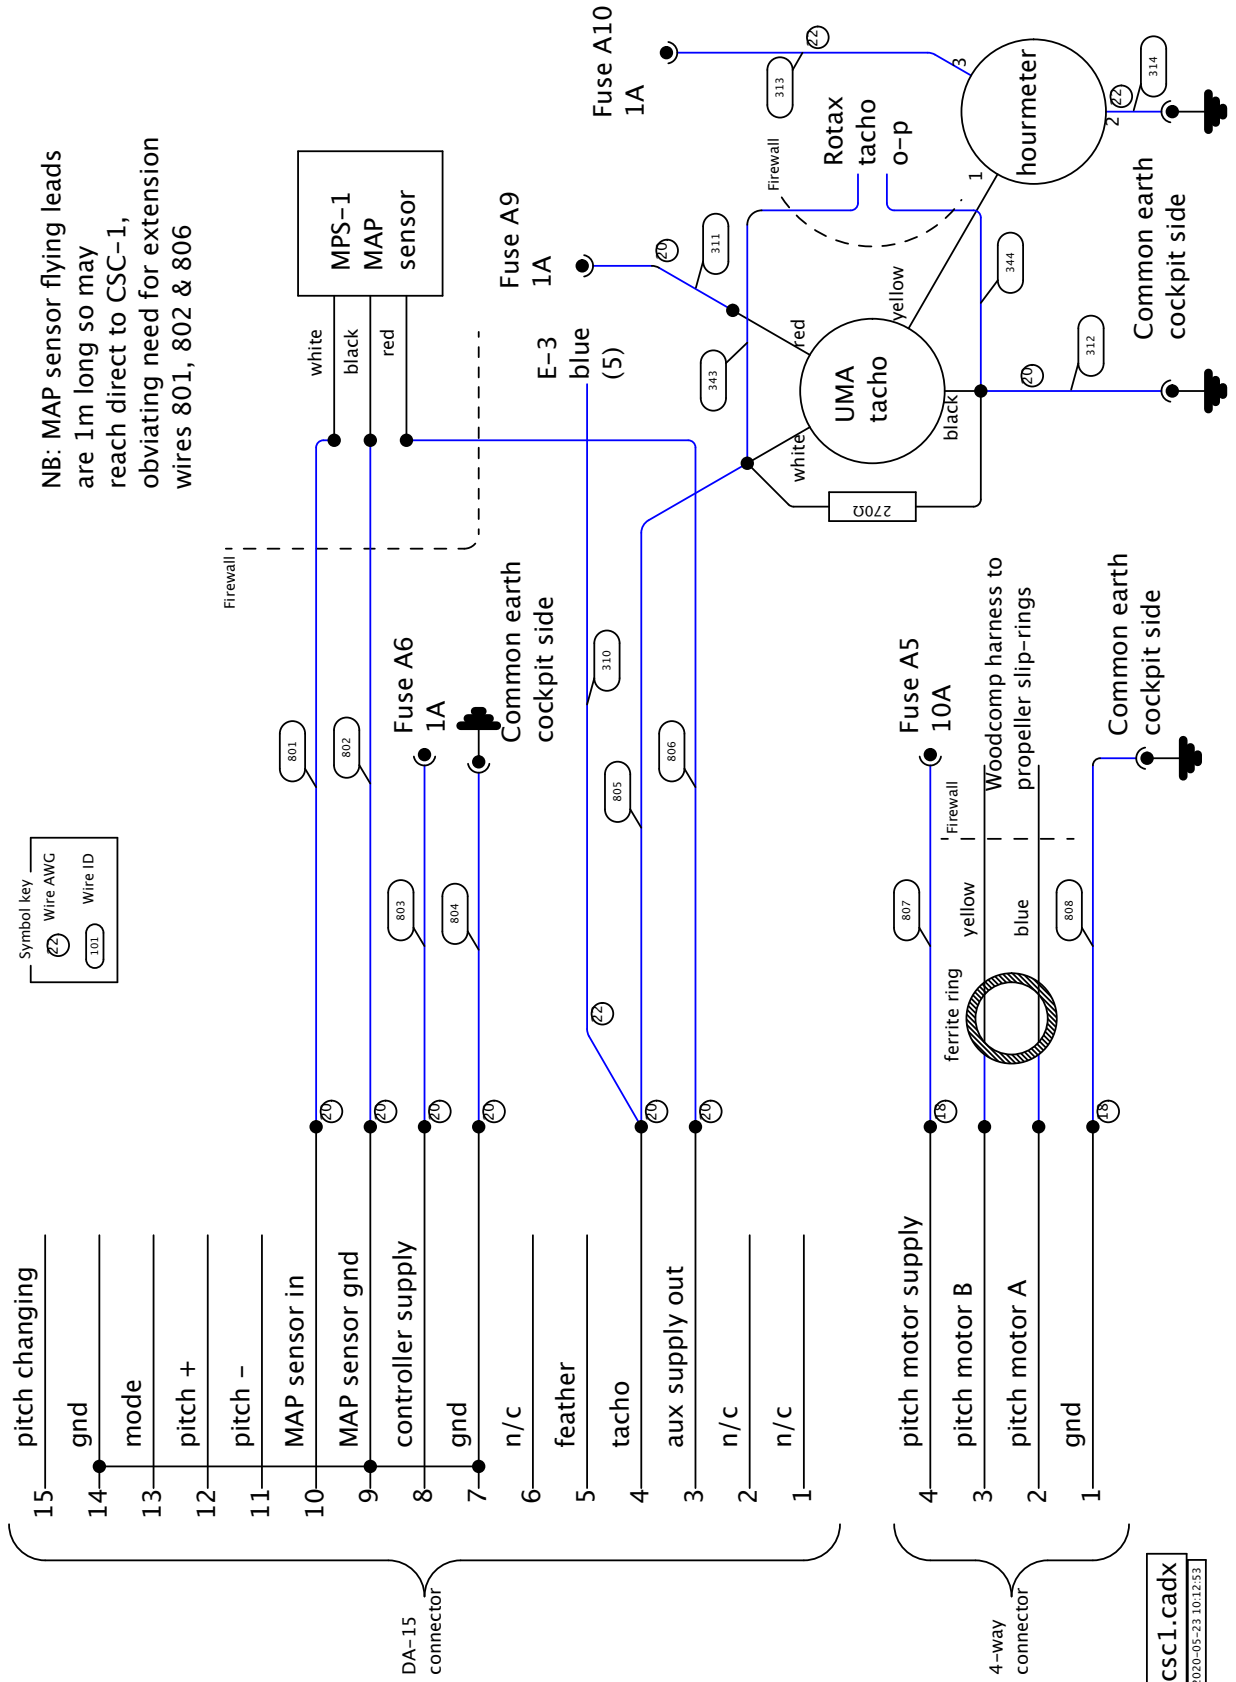 NB: MAP sensor flying leads
are 1m long so may
reach direct to CSC-1,
obviating need for extension
wires 801, 802 & 806
Symbol key
22 Wire AWG
101 Wire ID
MPS-1
MAP
sensor
white
black
red
Firewall
801
802
803
804
Fuse A6
1A
Common earth
cockpit side
E-3
blue
(5)
310
22
805
806
20
20
20
20
20
20
Fuse A9
1A
20
311
Fuse A10
1A
22
313
Rotax
tacho
o-p
Firewall
343
344
UMA
tacho
red
yellow
white
black
270Ω
20
312
Common earth
cockpit side
hourmeter
1
2
3
22
314
DA-15
connector
15 pitch changing
14 gnd
13 mode
12 pitch +
11 pitch -
10 MAP sensor in
9 MAP sensor gnd
8 controller supply
7 gnd
6 n/c
5 feather
4 tacho
3 aux supply out
2 n/c
1 n/c
4-way
connector
4 pitch motor supply
3 pitch motor B
2 pitch motor A
1 gnd
18
18
ferrite ring
807
yellow
blue
808
Firewall
Fuse A5
10A
Woodcomp harness to
propeller slip-rings
Common earth
cockpit side
csc1.cadx
2020-05-23 10:12:53